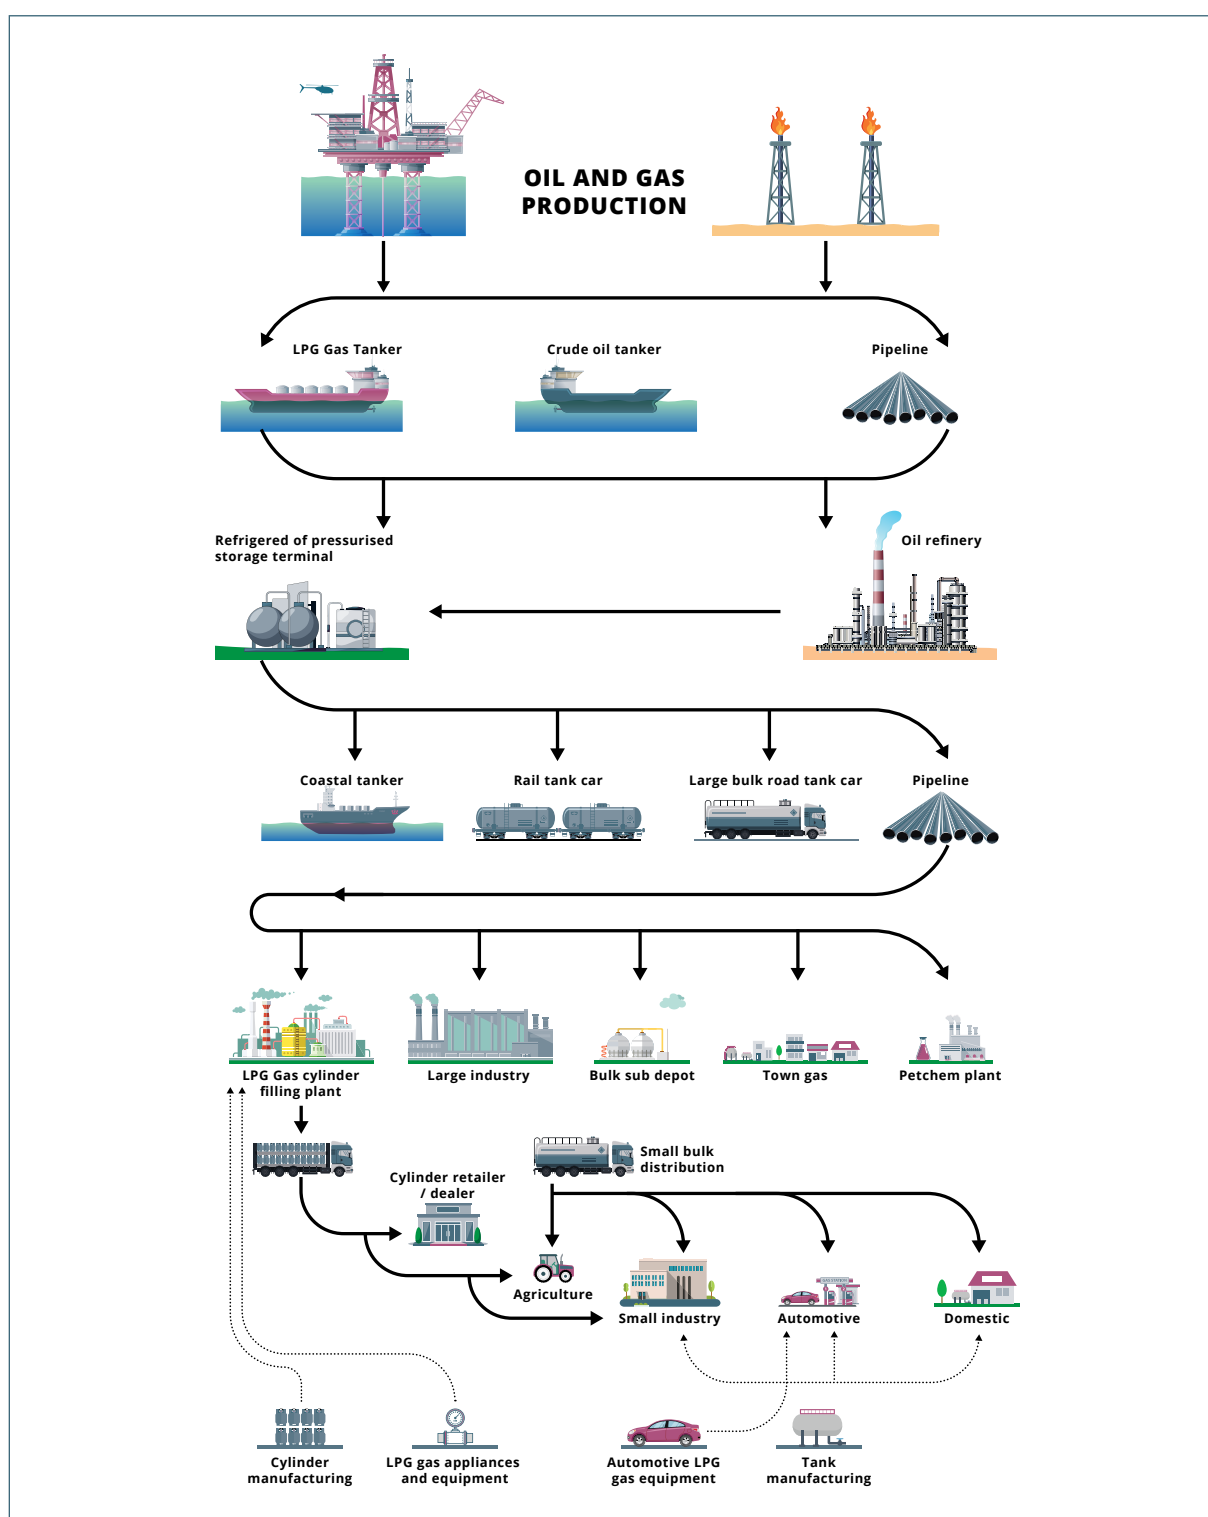 OIL AND GAS
PRODUCTION
LPG Gas Tanker
Crude oil tanker
Pipeline
Refrigered of pressurised
storage terminal
Oil refinery
Coastal tanker
Rail tank car
Large bulk road tank car
Pipeline
LPG Gas cylinder
filling plant
Large industry
Bulk sub depot
Town gas
Petchem plant
Small bulk
distribution
Cylinder retailer
/ dealer
GAS STATION
Agriculture
Small industry
Automotive
Domestic
Cylinder
manufacturing
LPG gas appliances
and equipment
Automotive LPG
gas equipment
Tank
manufacturing